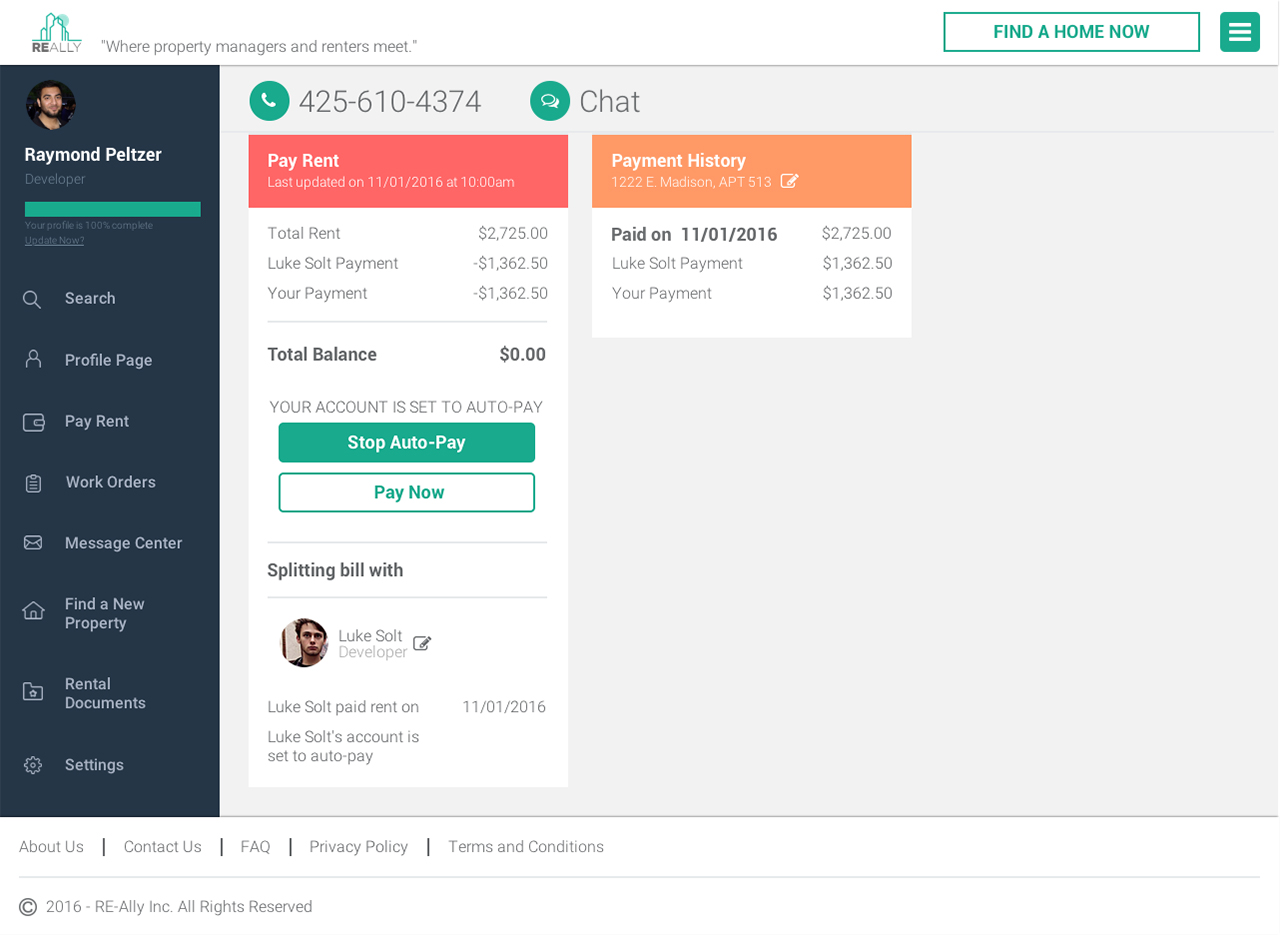 REALLY
"Where property managers and renters meet."
FIND A HOME NOW
Raymond Peltzer
Developer
Your profile is 100% complete
Update Now?
Search
Profile Page
Pay Rent
Work Orders
Message Center
Find a New
Property
Rental
Documents
Settings
425-610-4374
Chat
Pay Rent
Last updated on 11/01/2016 at 10:00am
Total Rent $2,725.00
Luke Solt Payment -$1,362.50
Your Payment -$1,362.50
Total Balance $0.00
YOUR ACCOUNT IS SET TO AUTO-PAY
Stop Auto-Pay
Pay Now
Splitting bill with
Luke Solt
Developer
Luke Solt paid rent on 11/01/2016
Luke Solt's account is
set to auto-pay
Payment History
1222 E. Madison, APT 513
Paid on 11/01/2016 $2,725.00
Luke Solt Payment $1,362.50
Your Payment $1,362.50
About Us | Contact Us | FAQ | Privacy Policy | Terms and Conditions
© 2016 - RE-Ally Inc. All Rights Reserved